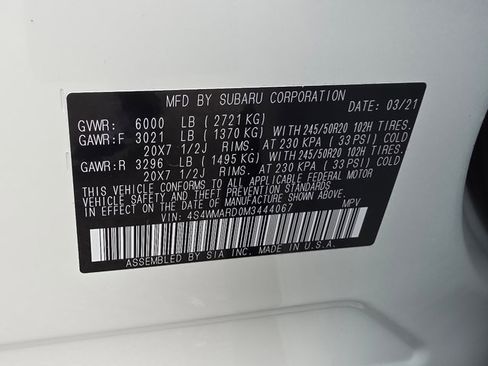 MFD BY SUBARU CORPORATION
DATE: 03/21
GVWR: 6000 LB (2721 KG)
GAWR:F 3021 LB (1370 KG) WITH 245/50R20 102H TIRES.
20X7 1/2J RIMS. AT 230 KPA ( 33 PSI) COLD
GAWR:R 3296 LB (1495 KG) WITH 245/50R20 102H TIRES.
20X7 1/2J RIMS. AT 230 KPA ( 33 PSI) COLD
THIS VEHICLE CONFORMS TO ALL APPLICABLE FEDERAL MOTOR
VEHICLE SAFETY AND THEFT PREVENTION STANDARDS IN
EFFECT ON THE DATE OF MANUFACTURE SHOWN ABOVE.
VIN: 4S4WMARD0M3444067 MPV
ASSEMBLED BY SIA INC. MADE IN U.S.A.